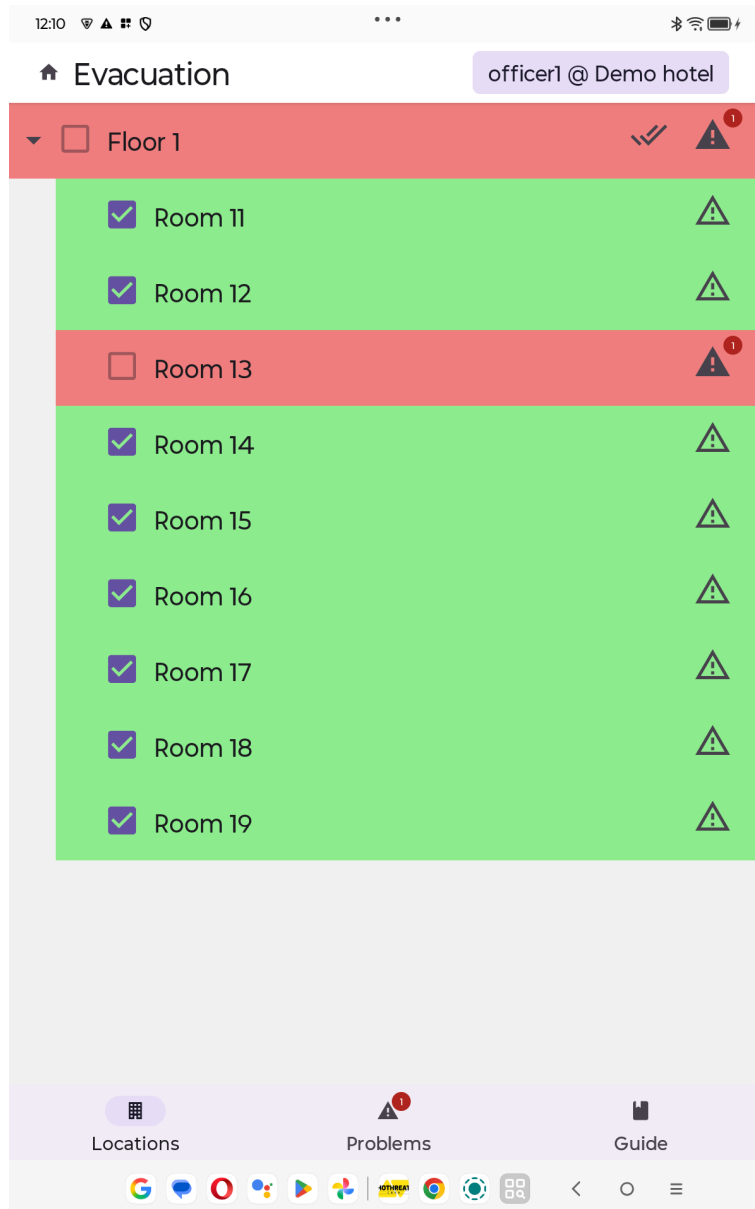 12:10
Evacuation
officer1 @ Demo hotel
Floor 1
1
Room 11
Room 12
Room 13
1
Room 14
Room 15
Room 16
Room 17
Room 18
Room 19
1
Locations
Problems
Guide